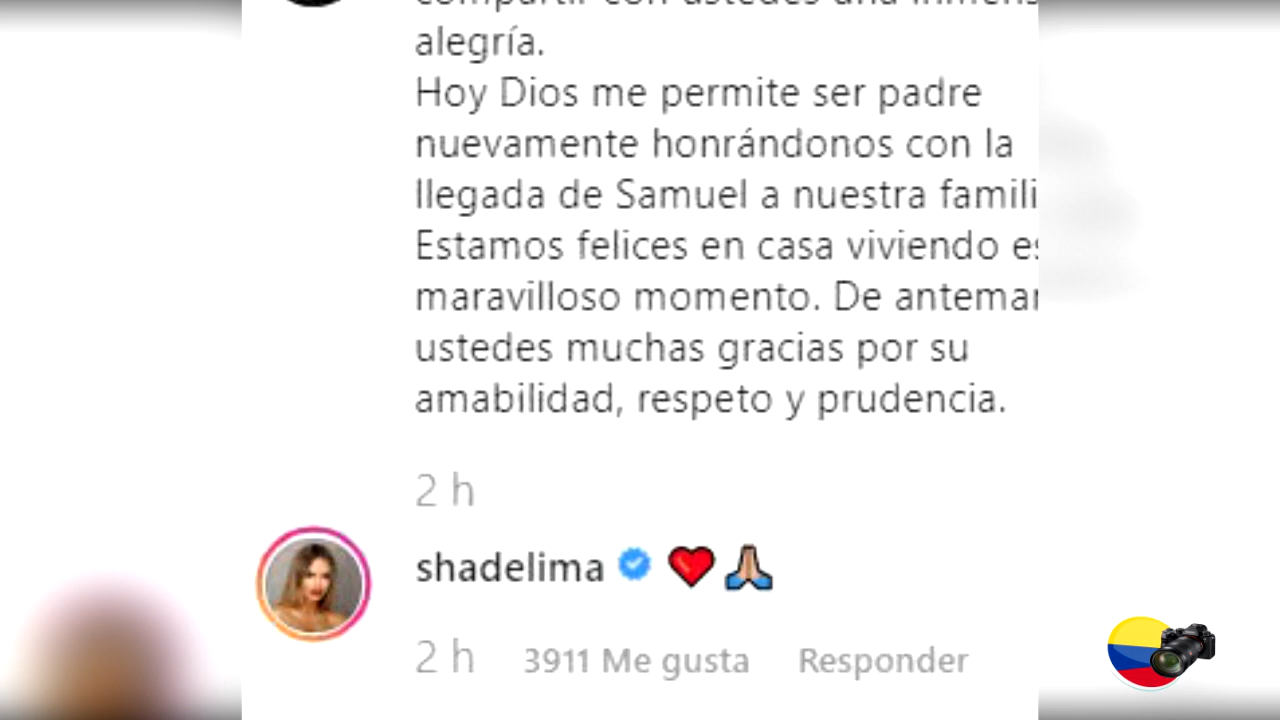 alegría.
Hoy Dios me permite ser padre
nuevamente honrándonos con la
llegada de Samuel a nuestra famili
Estamos felices en casa viviendo es
maravilloso momento. De anteman
ustedes muchas gracias por su
amabilidad, respeto y prudencia.
2 h
shadelima ❤️🙏🏼
2 h 3911 Me gusta Responder